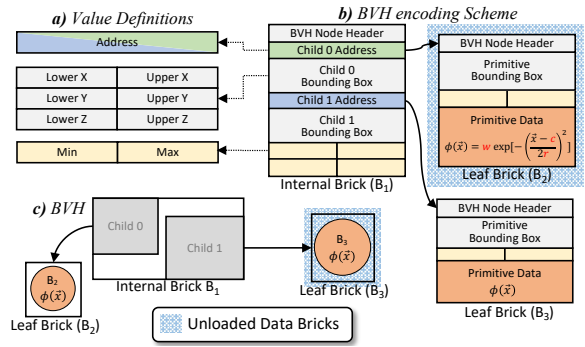 a) Value Definitions
Address
Lower X Upper X
Lower Y Upper Y
Lower Z Upper Z
Min Max
b) BVH encoding Scheme
BVH Node Header
Child 0 Address
Child 0
Bounding Box
Child 1 Address
Child 1
Bounding Box
Internal Brick (B₁)
BVH Node Header
Primitive
Bounding Box
Primitive Data
ϕ(x⃗) = w exp[−((x⃗ − c)/2r)²]
Leaf Brick (B₂)
BVH Node Header
Primitive
Bounding Box
Primitive Data
ϕ(x⃗)
Leaf Brick (B₃)
c) BVH
Child 0
Child 1
Internal Brick B₁
B₂
ϕ(x⃗)
Leaf Brick (B₂)
B₃
ϕ(x⃗)
Leaf Brick (B₃)
Unloaded Data Bricks